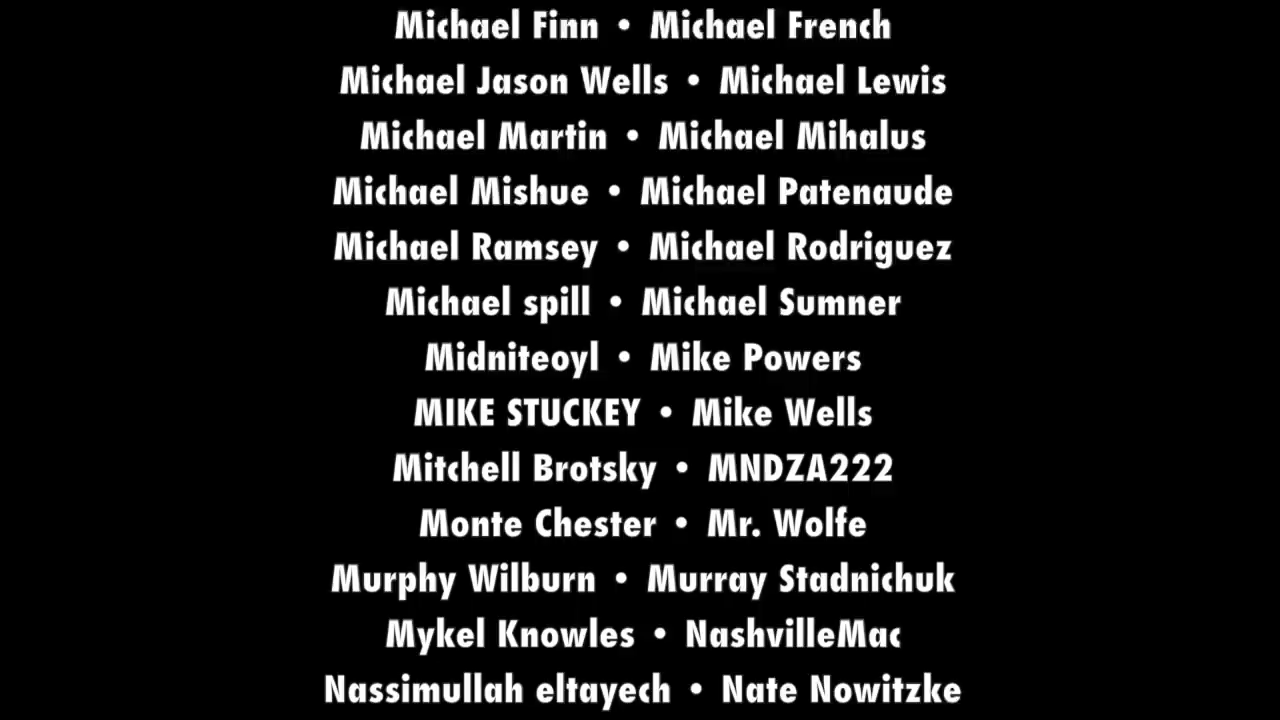 Michael Finn • Michael French
Michael Jason Wells • Michael Lewis
Michael Martin • Michael Mihalus
Michael Mishue • Michael Patenaude
Michael Ramsey • Michael Rodriguez
Michael spill • Michael Sumner
Midniteoyl • Mike Powers
MIKE STUCKEY • Mike Wells
Mitchell Brotsky • MNDZA222
Monte Chester • Mr. Wolfe
Murphy Wilburn • Murray Stadnichuk
Mykel Knowles • NashvilleMac
Nassimullah eltayech • Nate Nowitzke